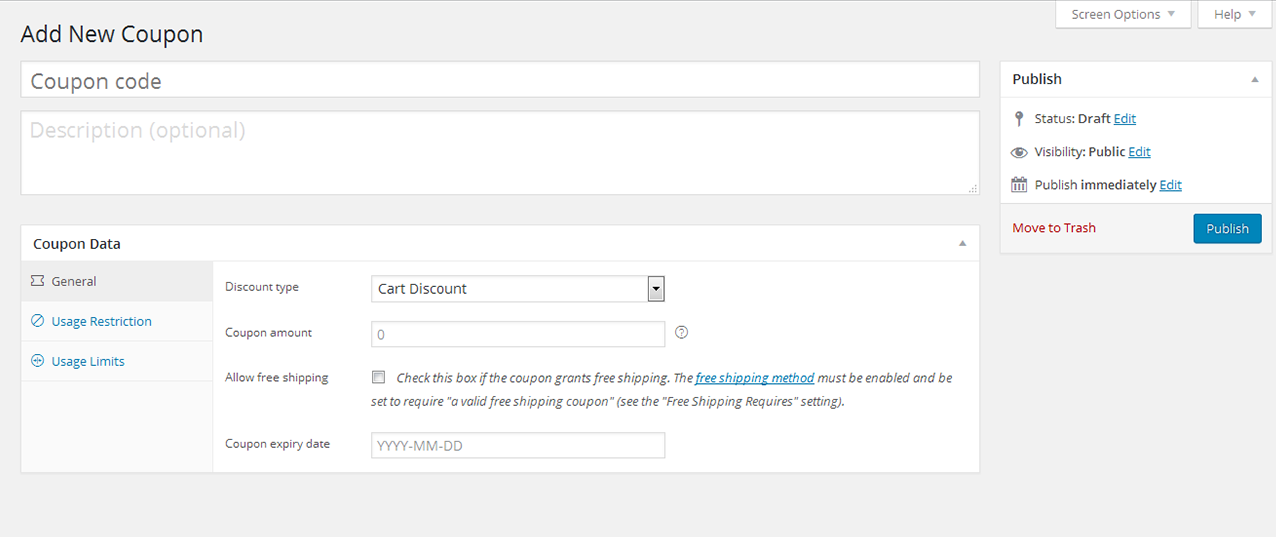 Screen Options
Help
Add New Coupon
Coupon code
Description (optional)
Publish
Status: Draft Edit
Visibility: Public Edit
Publish immediately Edit
Move to Trash
Publish
Coupon Data
General
Usage Restriction
Usage Limits
Discount type
Cart Discount
Coupon amount
0
?
Allow free shipping
Check this box if the coupon grants free shipping. The free shipping method must be enabled and be
set to require "a valid free shipping coupon" (see the "Free Shipping Requires" setting).
Coupon expiry date
YYYY-MM-DD